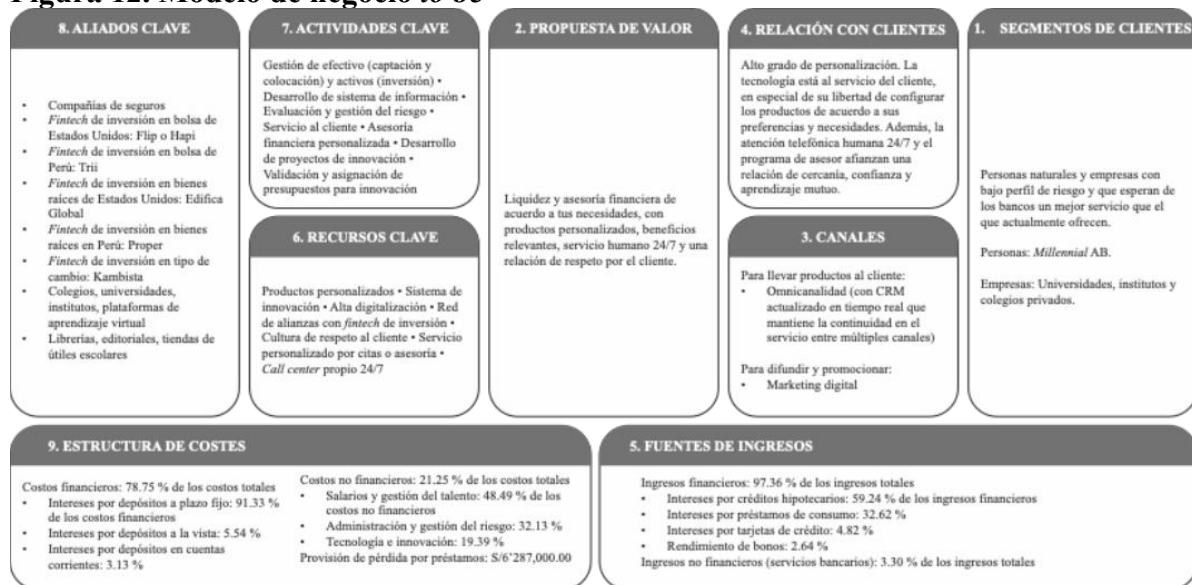 Figura 12. Modelo de negocio to be
8. ALIADOS CLAVE
• Compañías de seguros
• Fintech de inversión en bolsa de
Estados Unidos: Flip o Hapi
• Fintech de inversión en bolsa de
Perú: Trii
• Fintech de inversión en bienes
raíces de Estados Unidos: Edifica
Global
• Fintech de inversión en bienes
raíces en Perú: Proper
• Fintech de inversión en tipo de
cambio: Kambista
• Colegios, universidades,
institutos, plataformas de
aprendizaje virtual
• Librerías, editoriales, tiendas de
útiles escolares
7. ACTIVIDADES CLAVE
Gestión de efectivo (captación y
colocación) y activos (inversión) •
Desarrollo de sistema de información •
Evaluación y gestión del riesgo •
Servicio al cliente • Asesoría
financiera personalizada • Desarrollo
de proyectos de innovación •
Validación y asignación de
presupuestos para innovación
6. RECURSOS CLAVE
Productos personalizados • Sistema de
innovación • Alta digitalización • Red
de alianzas con fintech de inversión •
Cultura de respeto al cliente • Servicio
personalizado por citas o asesoría •
Call center propio 24/7
2. PROPUESTA DE VALOR
Liquidez y asesoría financiera de
acuerdo a tus necesidades, con
productos personalizados, beneficios
relevantes, servicio humano 24/7 y una
relación de respeto por el cliente.
4. RELACIÓN CON CLIENTES
Alto grado de personalización. La
tecnología está al servicio del cliente,
en especial de su libertad de configurar
los productos de acuerdo a sus
preferencias y necesidades. Además, la
atención telefónica humana 24/7 y el
programa de asesor afianzan una
relación de cercanía, confianza y
aprendizaje mutuo.
3. CANALES
Para llevar productos al cliente:
• Omnicanalidad (con CRM
actualizado en tiempo real que
mantiene la continuidad en el
servicio entre múltiples canales)
Para difundir y promocionar:
• Marketing digital
1. SEGMENTOS DE CLIENTES
Personas naturales y empresas con
bajo perfil de riesgo y que esperan de
los bancos un mejor servicio que el
que actualmente ofrecen.
Personas: Millennial AB.
Empresas: Universidades, institutos y
colegios privados.
9. ESTRUCTURA DE COSTES
Costos financieros: 78.75 % de los costos totales
• Intereses por depósitos a plazo fijo: 91.33 %
de los costos financieros
• Intereses por depósitos a la vista: 5.54 %
• Intereses por depósitos en cuentas
corrientes: 3.13 %
Costos no financieros: 21.25 % de los costos totales
• Salarios y gestión del talento: 48.49 % de los
costos no financieros
• Administración y gestión del riesgo: 32.13 %
• Tecnología e innovación: 19.39 %
Provisión de pérdida por préstamos: S/6'287,000.00
5. FUENTES DE INGRESOS
Ingresos financieros: 97.36 % de los ingresos totales
• Intereses por créditos hipotecarios: 59.24 % de los ingresos financieros
• Intereses por préstamos de consumo: 32.62 %
• Intereses por tarjetas de crédito: 4.82 %
• Rendimiento de bonos: 2.64 %
Ingresos no financieros (servicios bancarios): 3.30 % de los ingresos totales